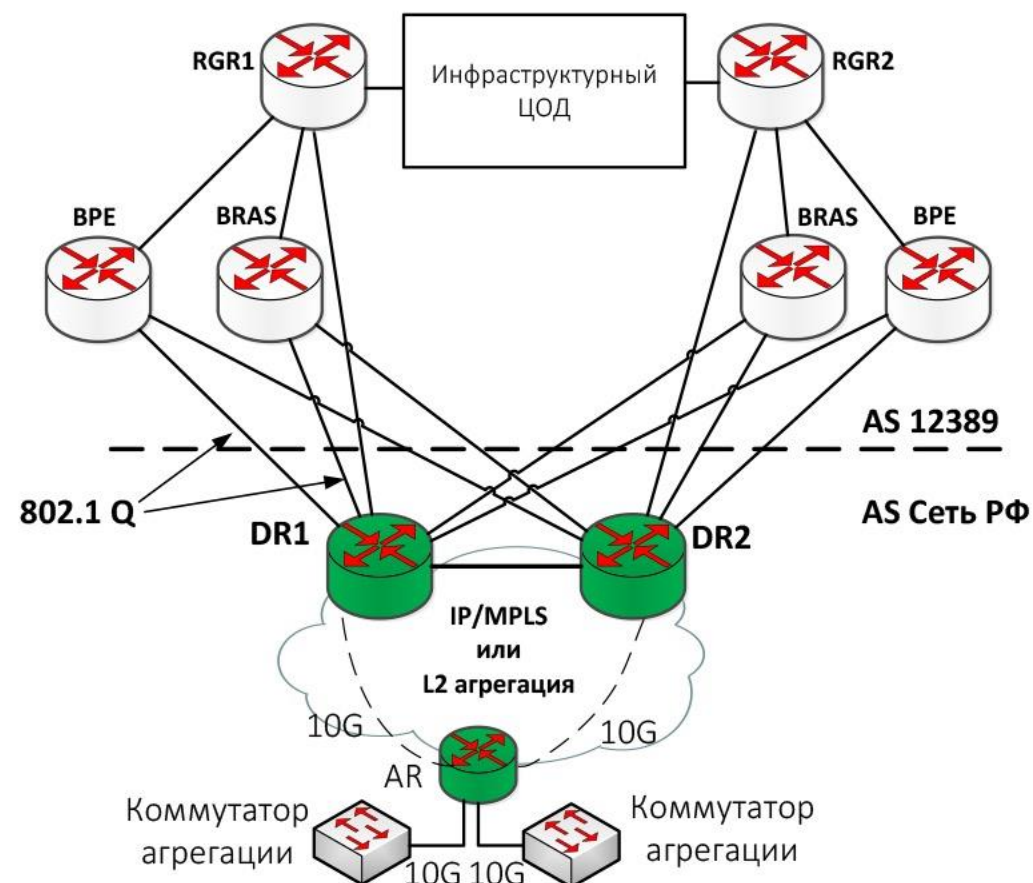 RGR1
Инфраструктурный
ЦОД
RGR2
BPE
BRAS
BRAS
BPE
AS 12389
802.1 Q
AS Сеть РФ
DR1
DR2
IP/MPLS
или
L2 агрегация
10G
10G
AR
Коммутатор
агрегации
Коммутатор
агрегации
10G 10G